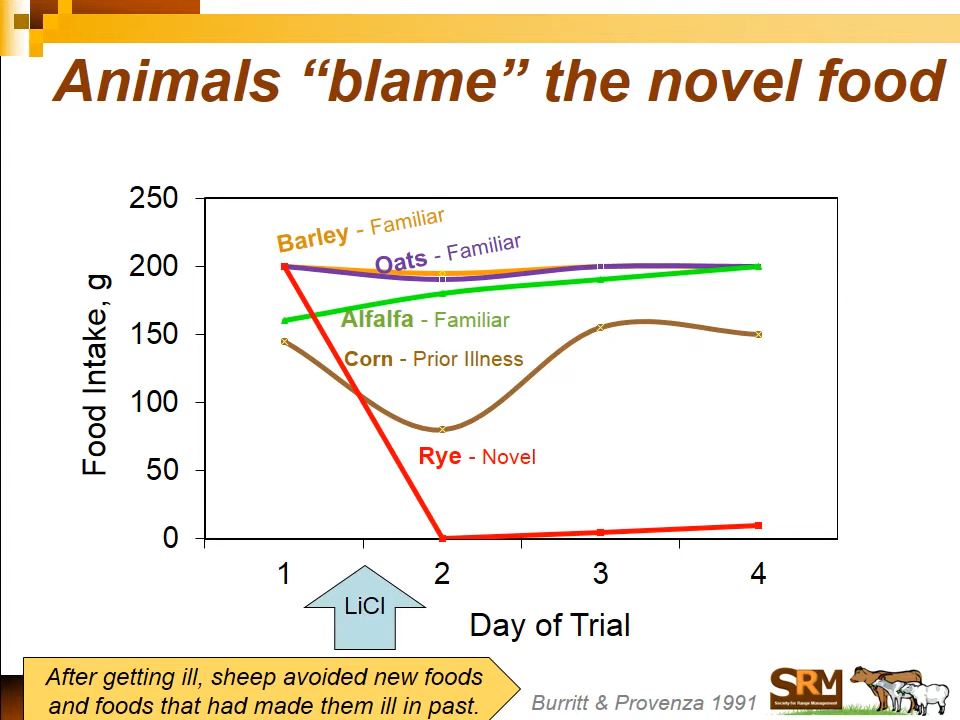 Animals “blame” the novel food
250
200
150
100
50
0
Food Intake, g
Barley - Familiar
Oats - Familiar
Alfalfa - Familiar
Corn - Prior Illness
Rye - Novel
1 2 3 4
LiCl
Day of Trial
After getting ill, sheep avoided new foods
and foods that had made them ill in past.
Burritt & Provenza 1991
SRM
Society for Range Management